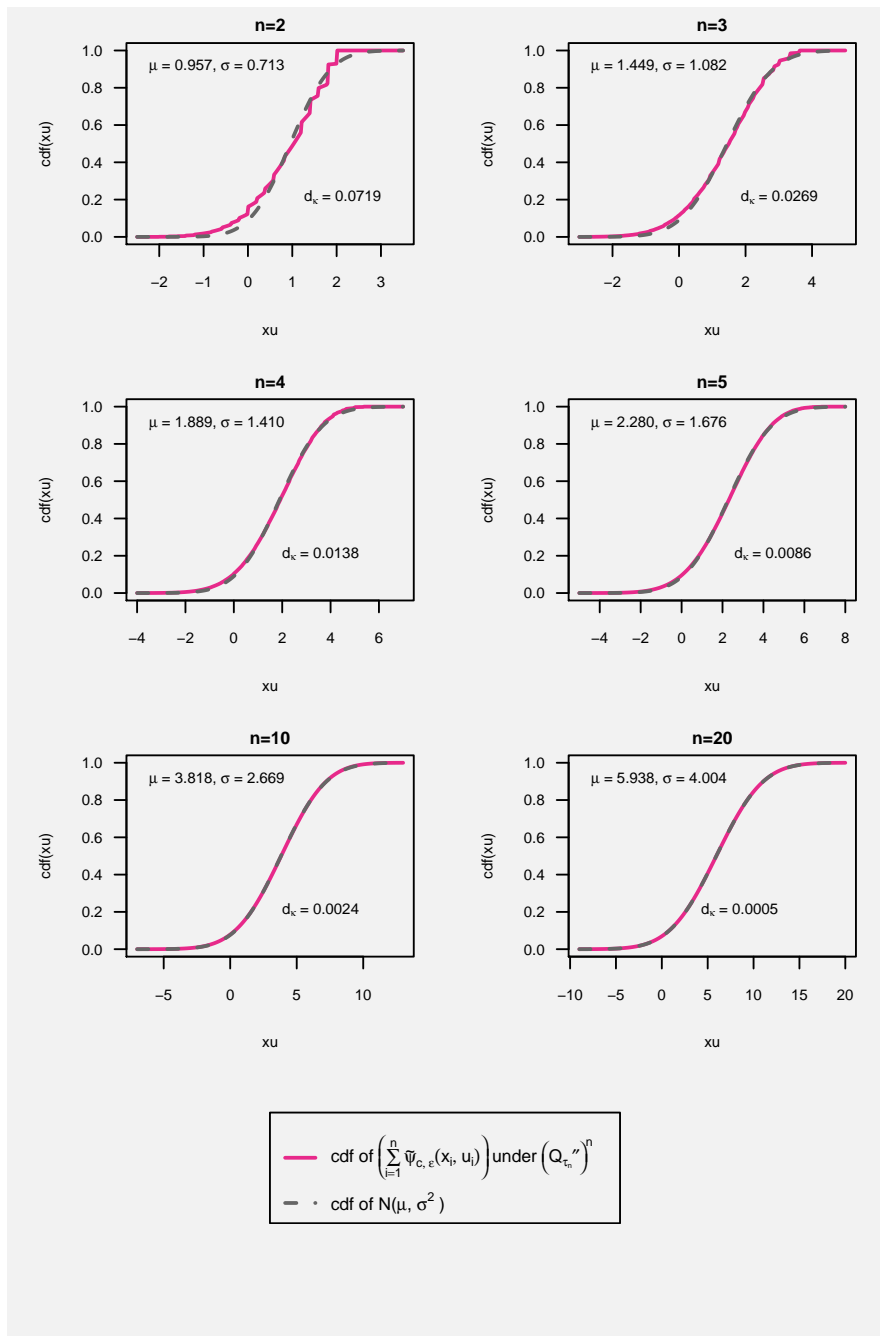 n=2
μ = 0.957, σ = 0.713
dκ = 0.0719
cdf(xu)
0.0 0.2 0.4 0.6 0.8 1.0
−2 −1 0 1 2 3
xu
n=3
μ = 1.449, σ = 1.082
dκ = 0.0269
cdf(xu)
0.0 0.2 0.4 0.6 0.8 1.0
−2 0 2 4
xu
n=4
μ = 1.889, σ = 1.410
dκ = 0.0138
cdf(xu)
0.0 0.2 0.4 0.6 0.8 1.0
−4 −2 0 2 4 6
xu
n=5
μ = 2.280, σ = 1.676
dκ = 0.0086
cdf(xu)
0.0 0.2 0.4 0.6 0.8 1.0
−4 −2 0 2 4 6 8
xu
n=10
μ = 3.818, σ = 2.669
dκ = 0.0024
cdf(xu)
0.0 0.2 0.4 0.6 0.8 1.0
−5 0 5 10
xu
n=20
μ = 5.938, σ = 4.004
dκ = 0.0005
cdf(xu)
0.0 0.2 0.4 0.6 0.8 1.0
−10 −5 0 5 10 15 20
xu
cdf of (∑_{i=1}^{n} ψ̃_{c, ε}(x_i, u_i)) under (Q_{τ_n}″)^n
cdf of N(μ, σ²)